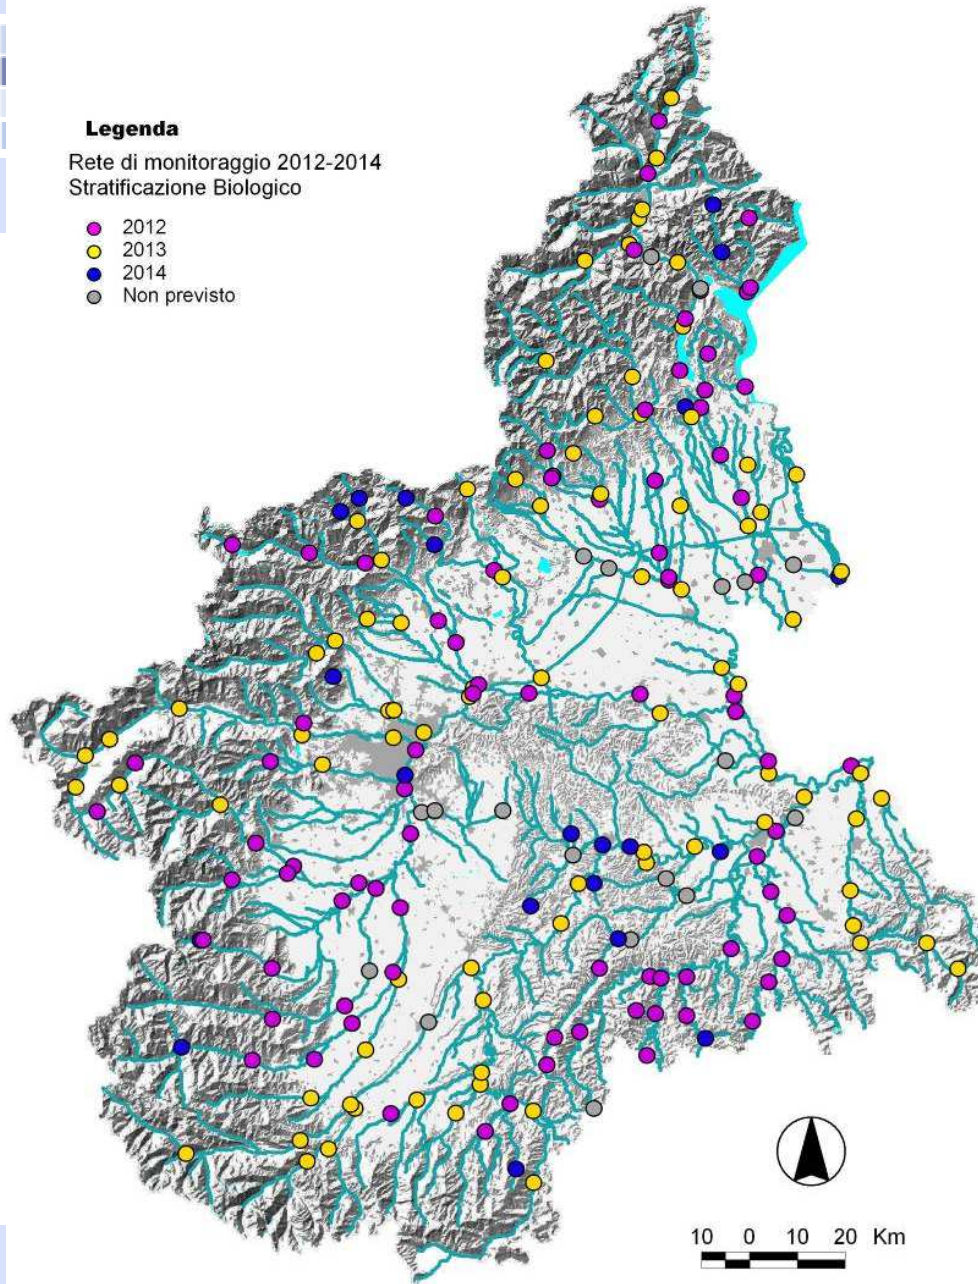 Legenda
Rete di monitoraggio 2012-2014
Stratificazione Biologico
2012
2013
2014
Non previsto
10 0 10 20 Km